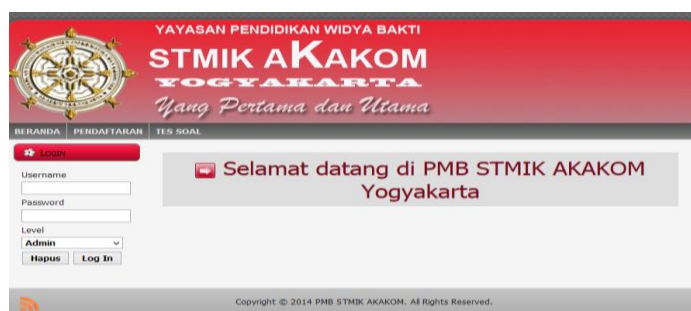 YAYASAN PENDIDIKAN WIDYA BAKTI
STMIK AKAKOM
YOGYAKARTA
Yang Pertama dan Utama
BERANDA PENDAFTARAN TES SOAL
LOGIN
Username
Password
Level
Admin
Hapus Log In
Selamat datang di PMB STMIK AKAKOM
Yogyakarta
Copyright © 2014 PMB STMIK AKAKOM. All Rights Reserved.